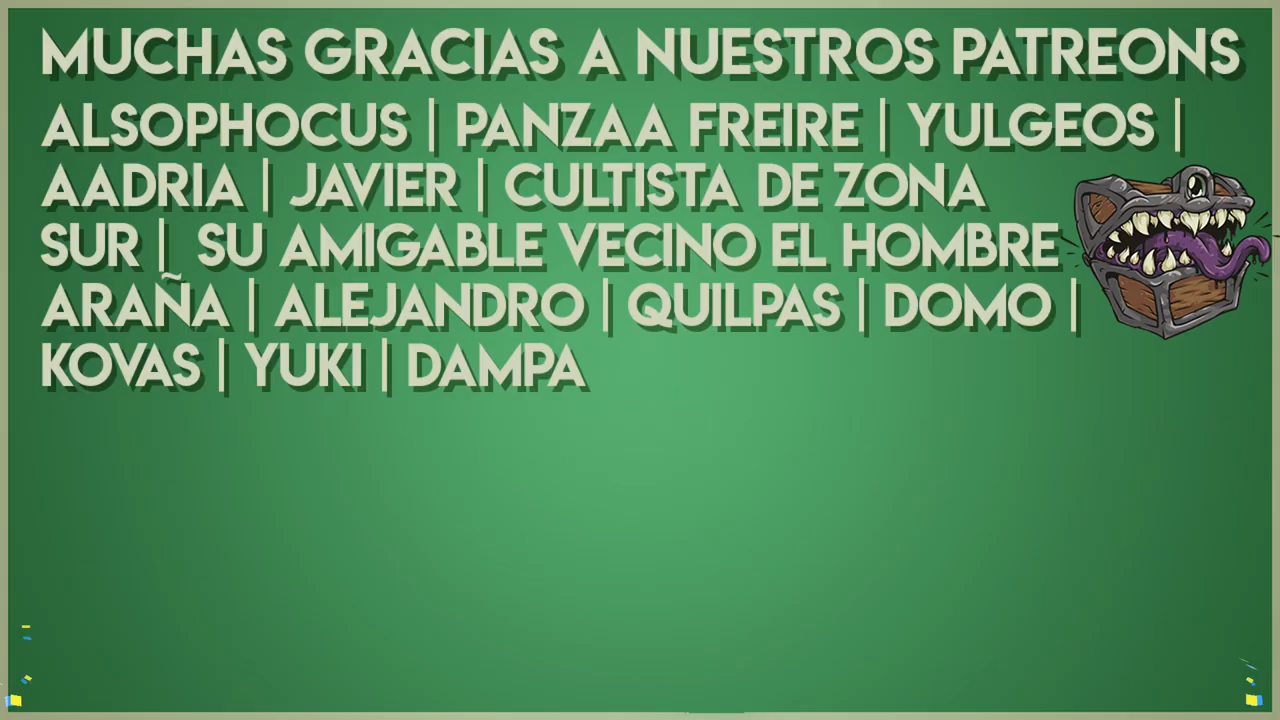 MUCHAS GRACIAS A NUESTROS PATREONS
ALSOPHOCUS | PANZAA FREIRE | YULGEOS |
AADRIA | JAVIER | CULTISTA DE ZONA
SUR | SU AMIGABLE VECINO EL HOMBRE
ARAÑA | ALEJANDRO | QUILPAS | DOMO |
KOVAS | YUKI | DAMPA